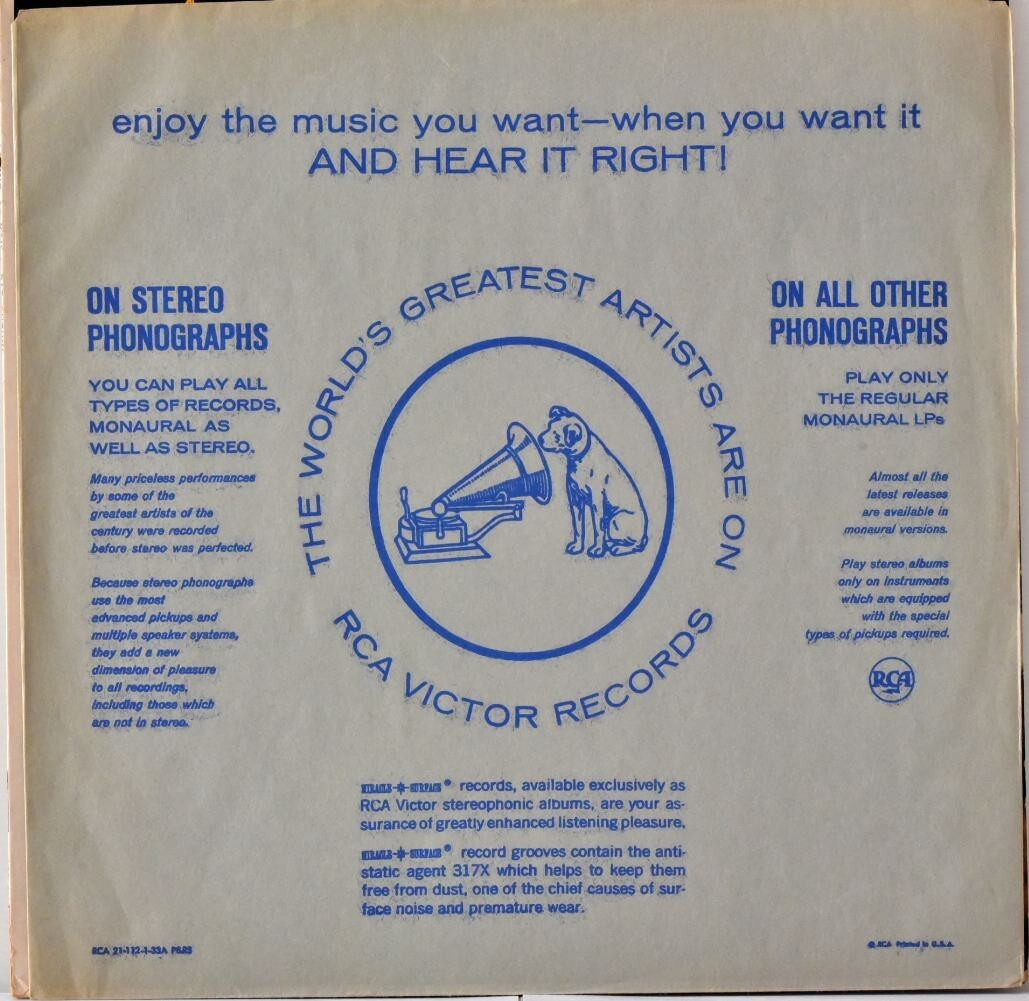 enjoy the music you want—when you want it
AND HEAR IT RIGHT!
ON STEREO
PHONOGRAPHS
YOU CAN PLAY ALL
TYPES OF RECORDS,
MONAURAL AS
WELL AS STEREO.
Many priceless performances
by some of the
greatest artists of the
century were recorded
before stereo was perfected.
Because stereo phonographs
use the most
advanced pickups and
multiple speaker systems,
they add a new
dimension of pleasure
to all recordings,
including those which
are not in stereo.
THE WORLD'S GREATEST ARTISTS ARE ON
RCA VICTOR RECORDS
ON ALL OTHER
PHONOGRAPHS
PLAY ONLY
THE REGULAR
MONAURAL LPs
Almost all the
latest releases
are available in
monaural versions.
Play stereo albums
only on instruments
which are equipped
with the special
types of pickups required.
RCA
MIRACLE-SURFACE® records, available exclusively as
RCA Victor stereophonic albums, are your as-
surance of greatly enhanced listening pleasure.
MIRACLE-SURFACE® record grooves contain the anti-
static agent 317X which helps to keep them
free from dust, one of the chief causes of sur-
face noise and premature wear.
RCA 21-112-1-33A P&RS
© RCA Printed in U.S.A.